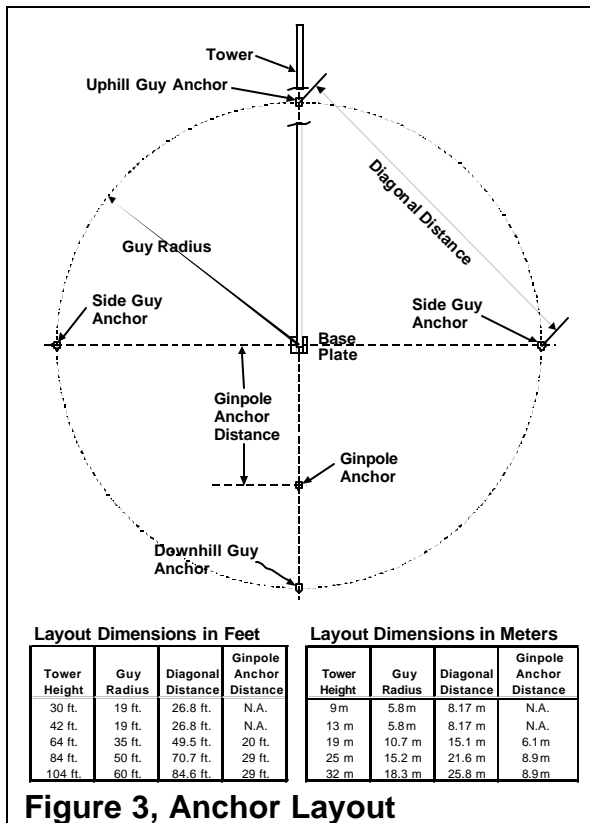 Tower
Uphill Guy Anchor
Diagonal Distance
Guy Radius
Side Guy
Anchor
Side Guy
Anchor
Base
Plate
Ginpole
Anchor
Distance
Ginpole
Anchor
Downhill Guy
Anchor
Layout Dimensions in Feet
Tower Height Guy Radius Diagonal Distance Ginpole Anchor Distance
30 ft. 19 ft. 26.8 ft. N.A.
42 ft. 19 ft. 26.8 ft. N.A.
64 ft. 35 ft. 49.5 ft. 20 ft.
84 ft. 50 ft. 70.7 ft. 29 ft.
104 ft. 60 ft. 84.6 ft. 29 ft.
Layout Dimensions in Meters
Tower Height Guy Radius Diagonal Distance Ginpole Anchor Distance
9 m 5.8 m 8.17 m N.A.
13 m 5.8 m 8.17 m N.A.
19 m 10.7 m 15.1 m 6.1 m
25 m 15.2 m 21.6 m 8.9 m
32 m 18.3 m 25.8 m 8.9 m
Figure 3, Anchor Layout